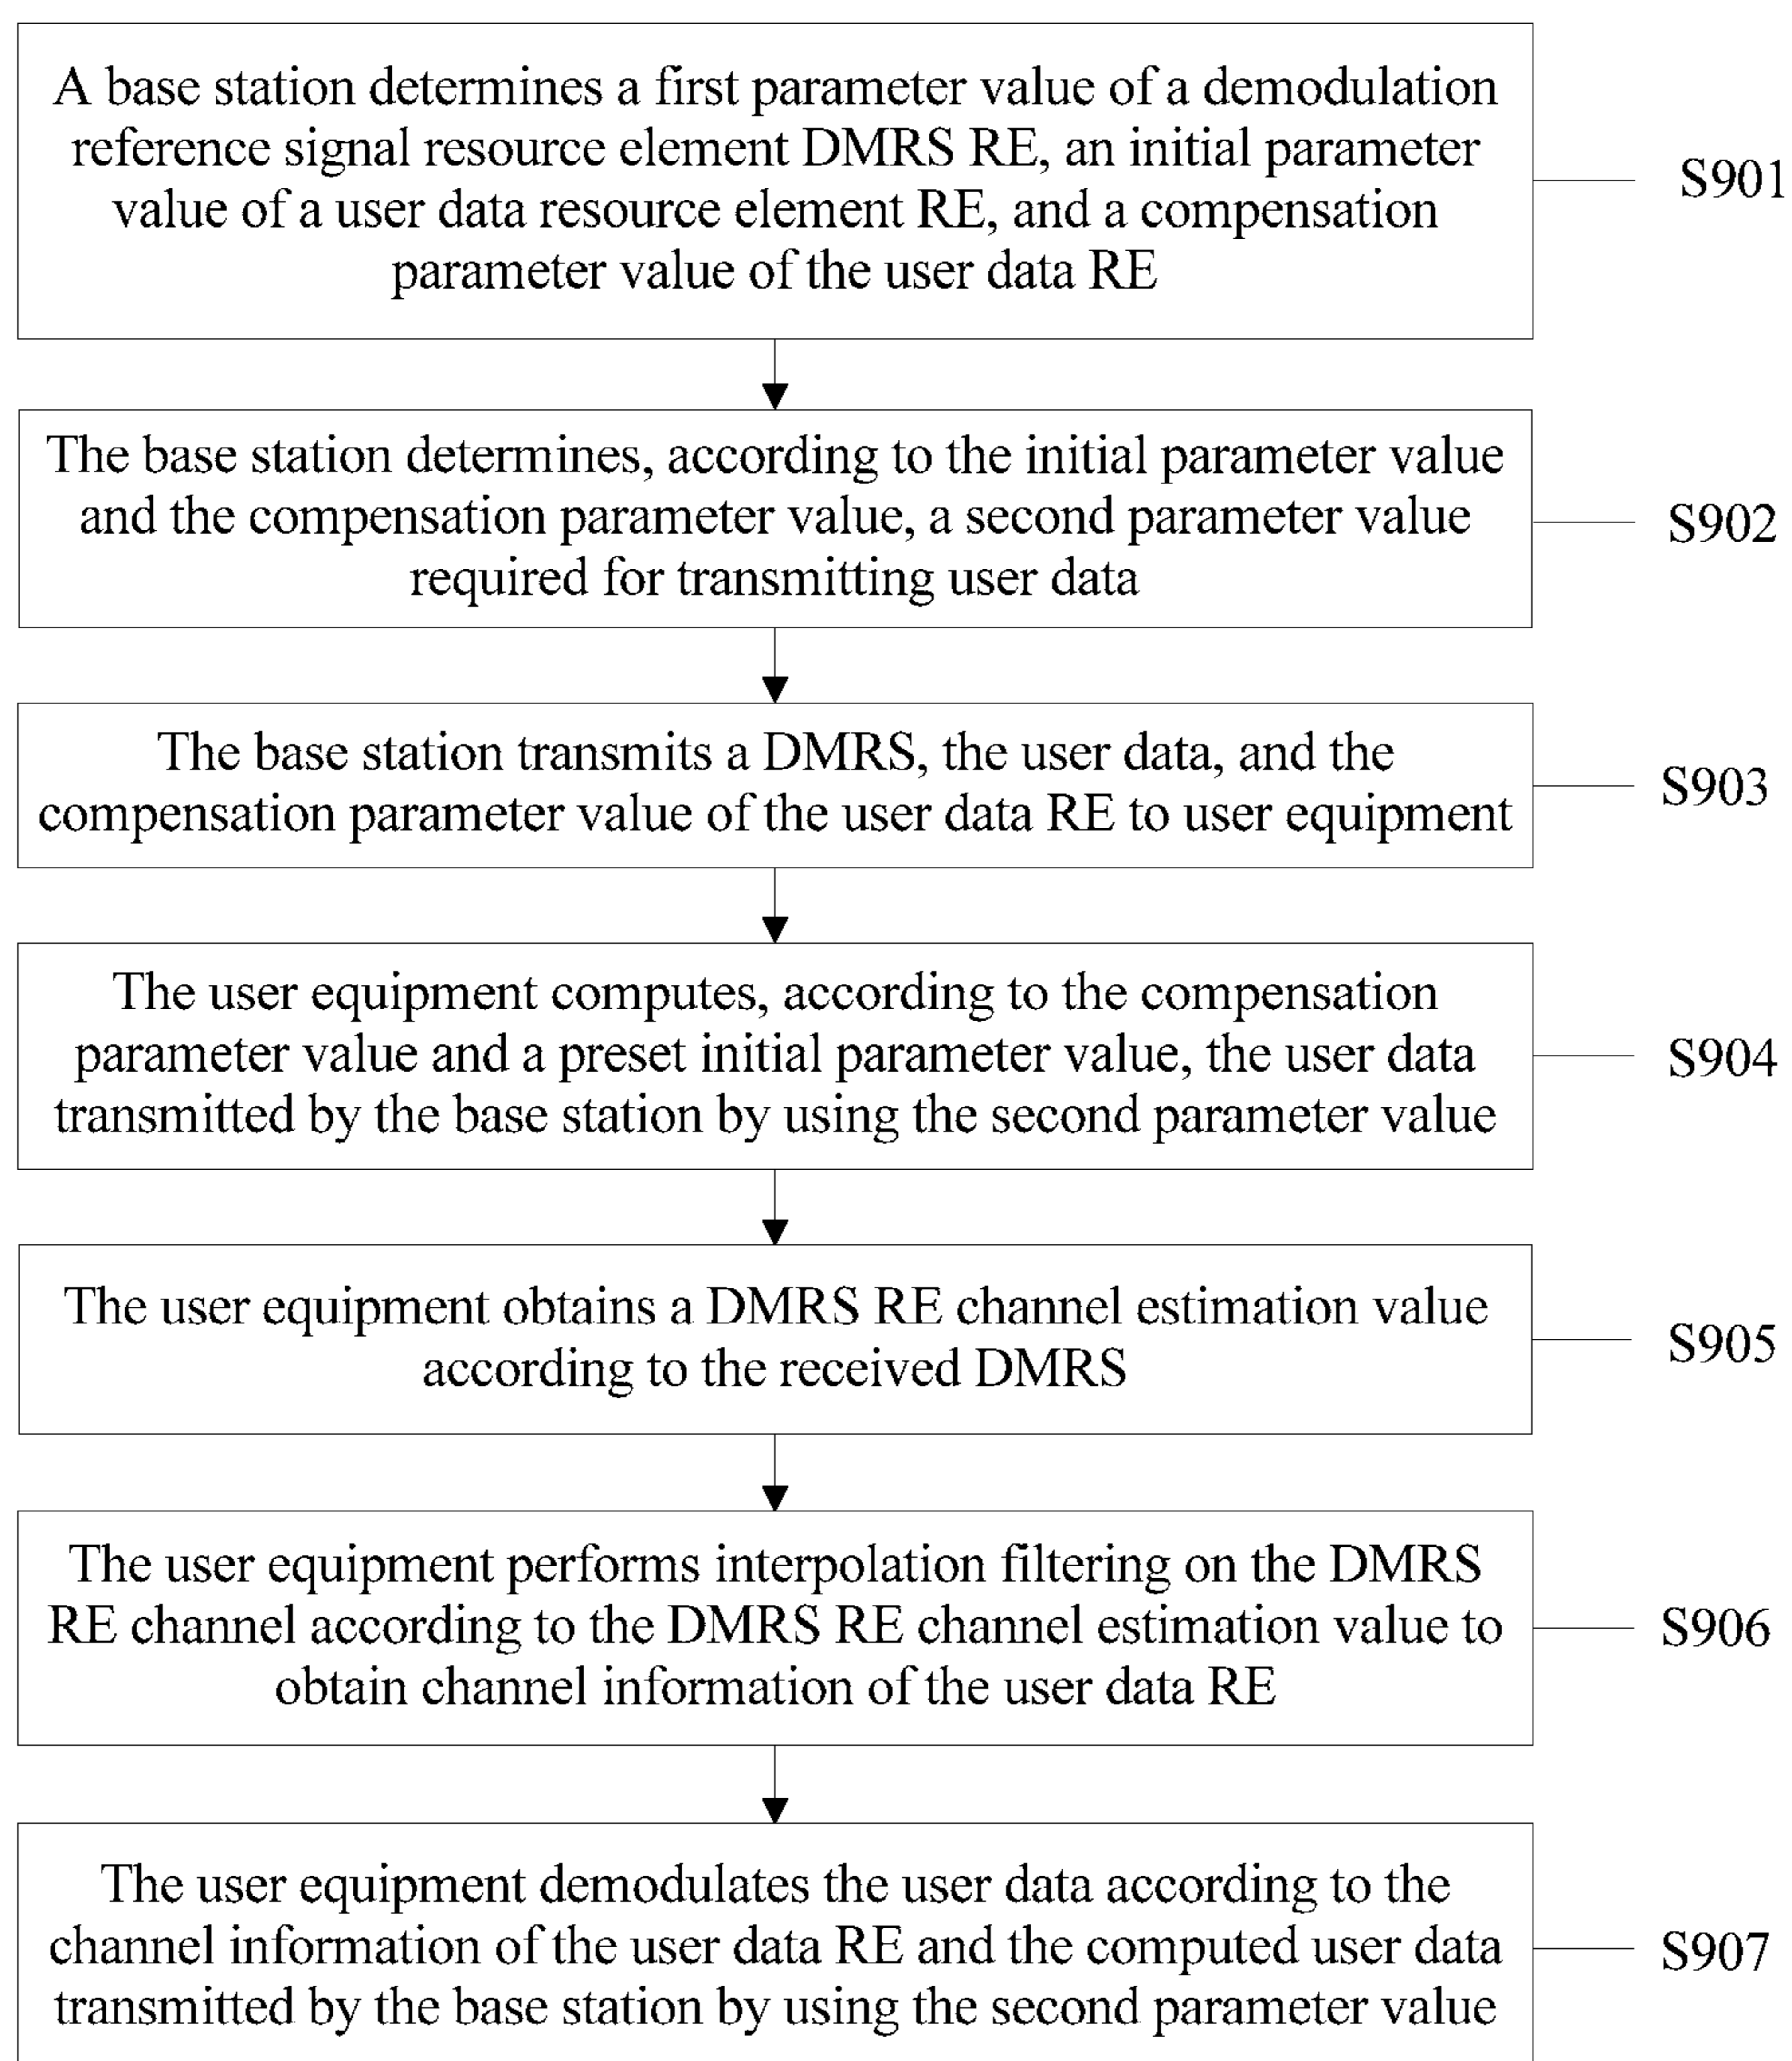 A base station determines a first parameter value of a demodulation
reference signal resource element DMRS RE, an initial parameter
value of a user data resource element RE, and a compensation
parameter value of the user data RE
S901
The base station determines, according to the initial parameter value
and the compensation parameter value, a second parameter value
required for transmitting user data
S902
The base station transmits a DMRS, the user data, and the
compensation parameter value of the user data RE to user equipment
S903
The user equipment computes, according to the compensation
parameter value and a preset initial parameter value, the user data
transmitted by the base station by using the second parameter value
S904
The user equipment obtains a DMRS RE channel estimation value
according to the received DMRS
S905
The user equipment performs interpolation filtering on the DMRS
RE channel according to the DMRS RE channel estimation value to
obtain channel information of the user data RE
S906
The user equipment demodulates the user data according to the
channel information of the user data RE and the computed user data
transmitted by the base station by using the second parameter value
S907